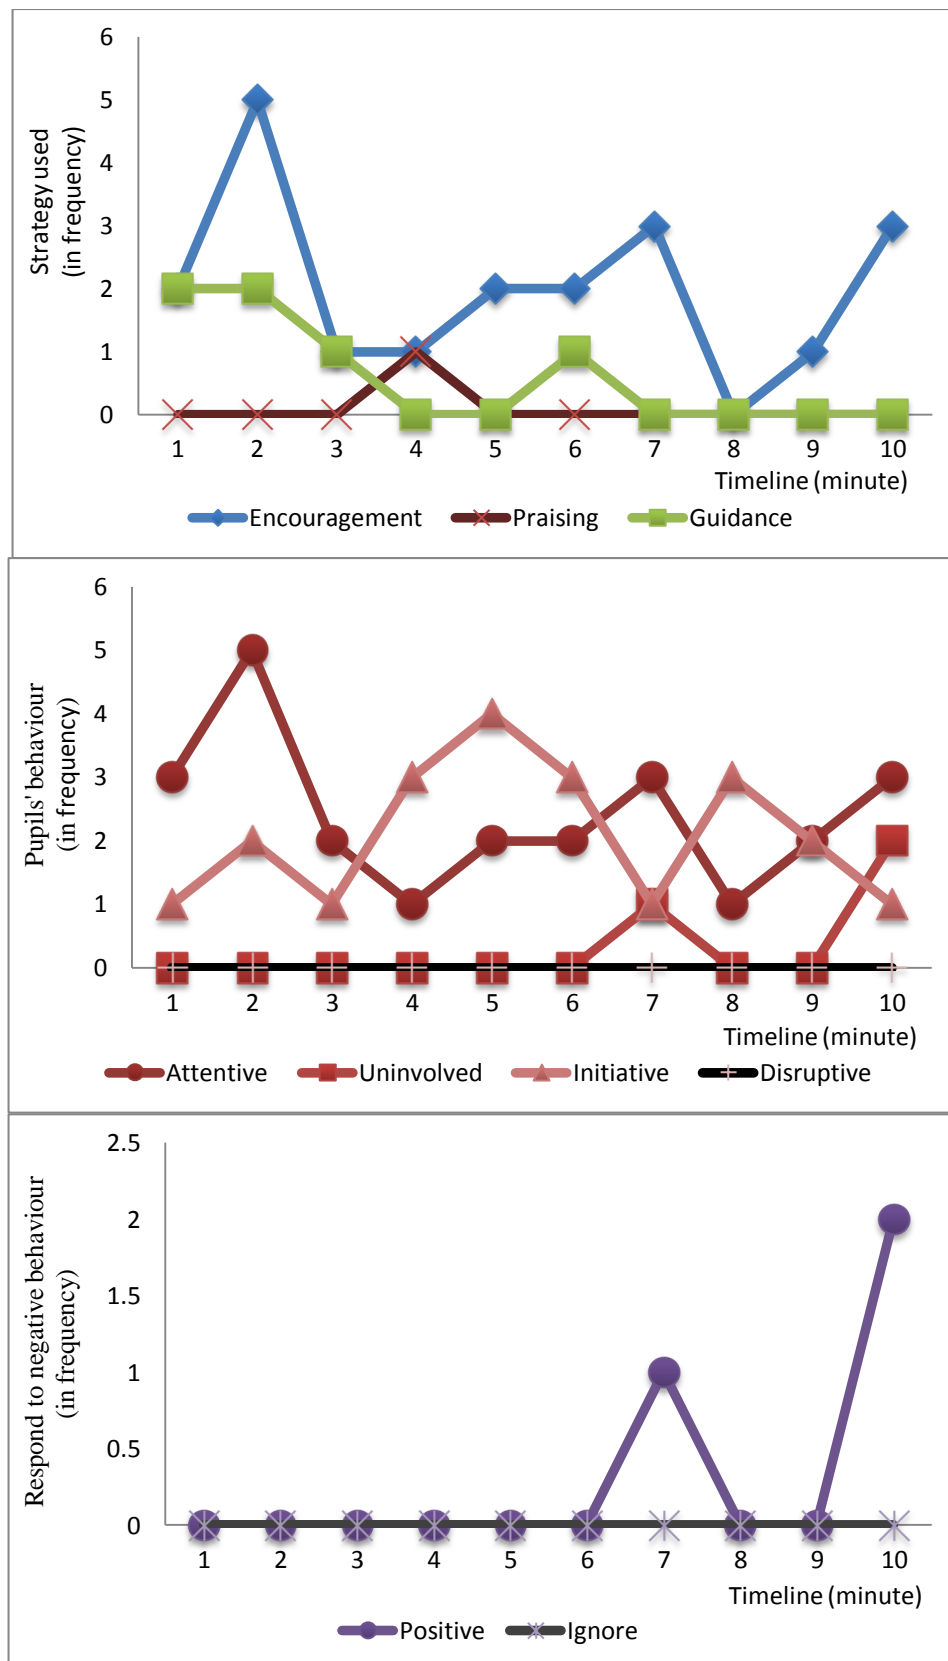 6
5
4
3
2
1
0
Strategy used
(in frequency)
1 2 3 4 5 6 7 8 9 10
Timeline (minute)
Encouragement Praising Guidance
6
5
4
3
2
1
0
Pupils' behaviour
(in frequency)
1 2 3 4 5 6 7 8 9 10
Timeline (minute)
Attentive Uninvolved Initiative Disruptive
2.5
2
1.5
1
0.5
0
Respond to negative behaviour
(in frequency)
1 2 3 4 5 6 7 8 9 10
Timeline (minute)
Positive Ignore